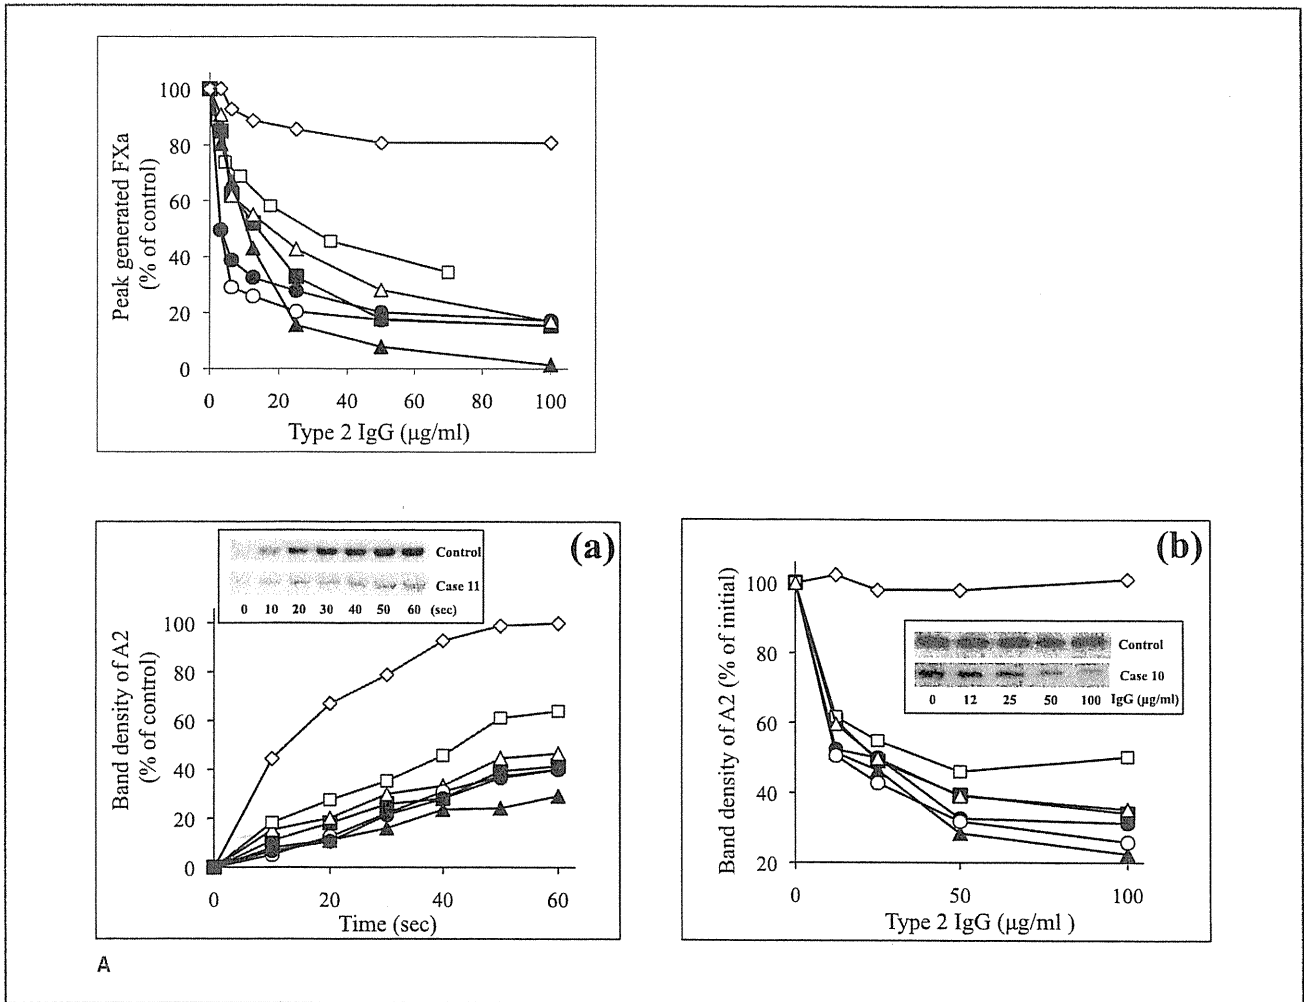 100
80
60
40
20
0
Peak generated FXa
(% of control)
0 20 40 60 80 100
Type 2 IgG (µg/ml)
(a)
Control
Case 11
0 10 20 30 40 50 60 (sec)
100
80
60
40
20
0
Band density of A2
(% of control)
0 20 40 60
Time (sec)
(b)
100
80
60
40
20
Band density of A2 (% of initial)
Control
Case 10
0 12 25 50 100 IgG (µg/ml)
0 50 100
Type 2 IgG (µg/ml )
A